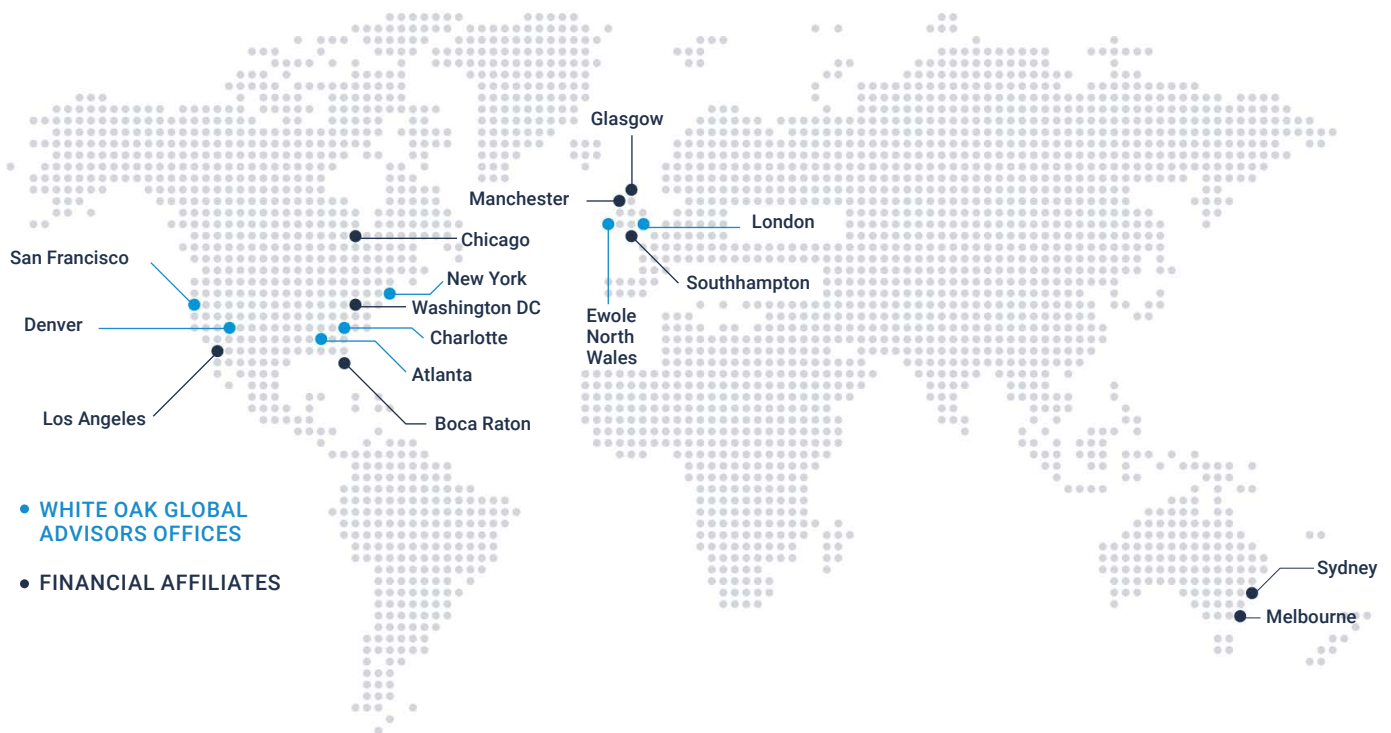 Glasgow
Manchester
London
Chicago
San Francisco
New York
Southhampton
Washington DC
Ewole
North
Wales
Denver
Charlotte
Atlanta
Los Angeles
Boca Raton
WHITE OAK GLOBAL
ADVISORS OFFICES
FINANCIAL AFFILIATES
Sydney
Melbourne